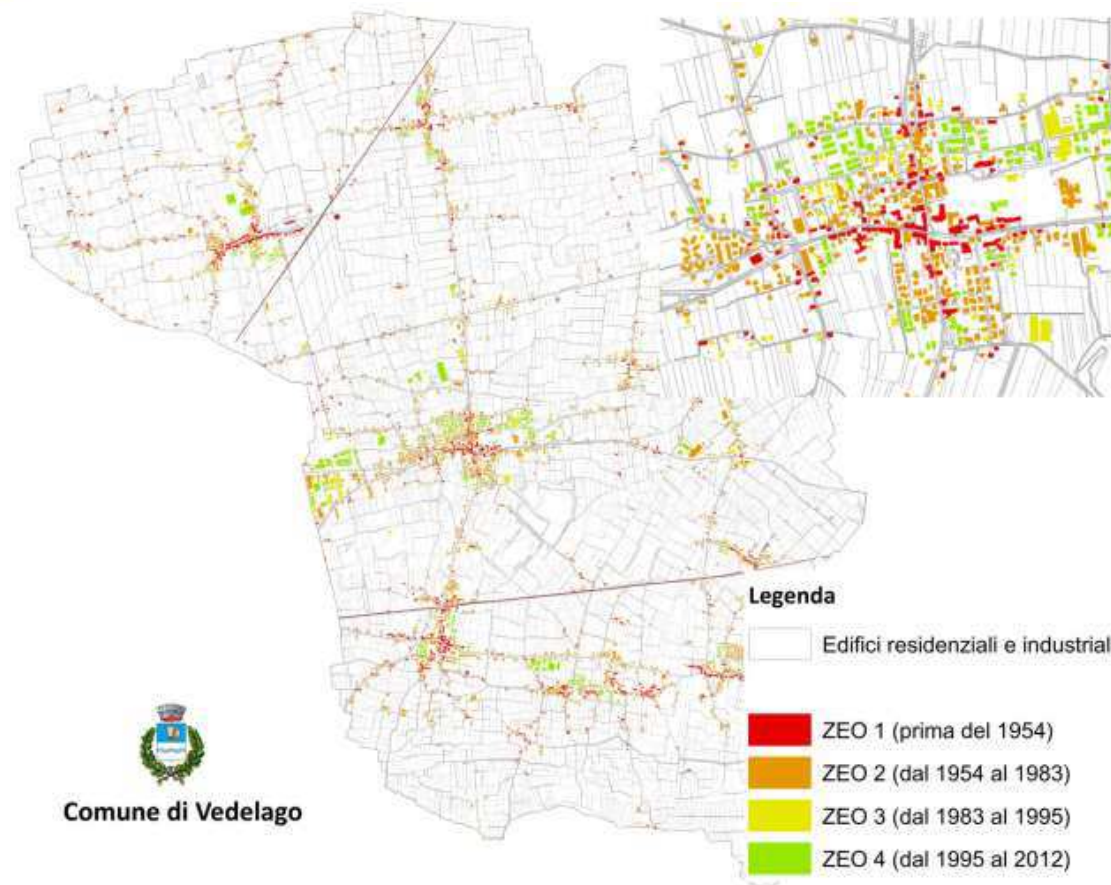 Legenda
Edifici residenziali e industrial
ZEO 1 (prima del 1954)
ZEO 2 (dal 1954 al 1983)
ZEO 3 (dal 1983 al 1995)
ZEO 4 (dal 1995 al 2012)
Comune di Vedelago